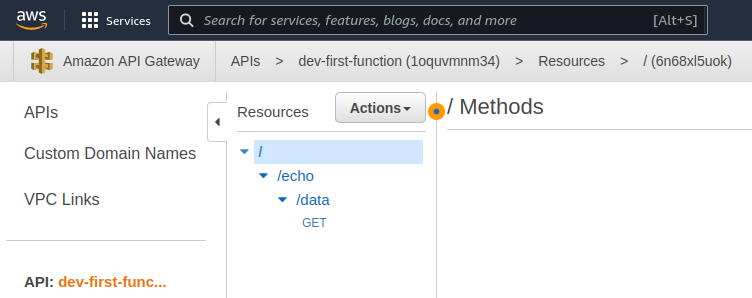 aws Services Search for services, features, blogs, docs, and more [Alt+S]
Amazon API Gateway APIs > dev-first-function (1oquvmnm34) > Resources > / (6n68xl5uok)
APIs
Custom Domain Names
VPC Links
API: dev-first-func...
Resources Actions
/
/echo
/data
GET
/ Methods